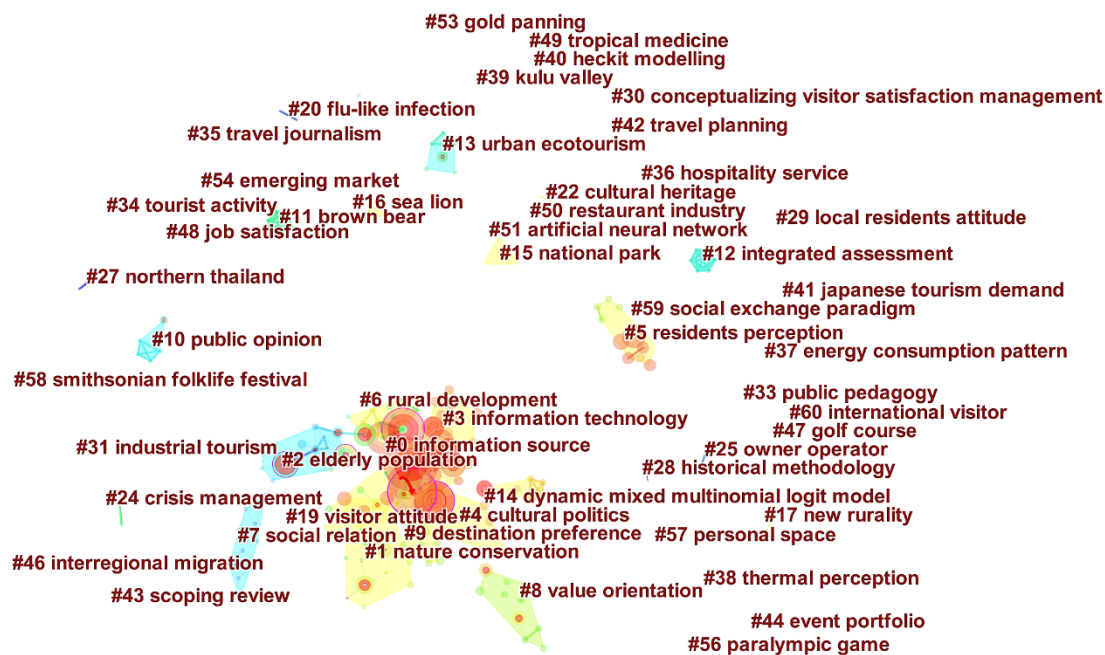 #53 gold panning
#49 tropical medicine
#40 heckit modelling
#39 kulu valley
#30 conceptualizing visitor satisfaction management
#20 flu-like infection
#42 travel planning
#35 travel journalism
#13 urban ecotourism
#36 hospitality service
#54 emerging market
#22 cultural heritage
#16 sea lion
#34 tourist activity
#50 restaurant industry
#11 brown bear
#29 local residents attitude
#48 job satisfaction
#51 artificial neural network
#15 national park
#12 integrated assessment
#27 northern thailand
#41 japanese tourism demand
#59 social exchange paradigm
#5 residents perception
#10 public opinion
#37 energy consumption pattern
#58 smithsonian folklife festival
#33 public pedagogy
#6 rural development
#60 international visitor
#3 information technology
#47 golf course
#0 information source
#31 industrial tourism
#25 owner operator
#2 elderly population
#28 historical methodology
#24 crisis management
#14 dynamic mixed multinomial logit model
#19 visitor attitude
#4 cultural politics
#17 new rurality
#7 social relation
#9 destination preference
#57 personal space
#1 nature conservation
#46 interregional migration
#38 thermal perception
#8 value orientation
#43 scoping review
#44 event portfolio
#56 paralympic game